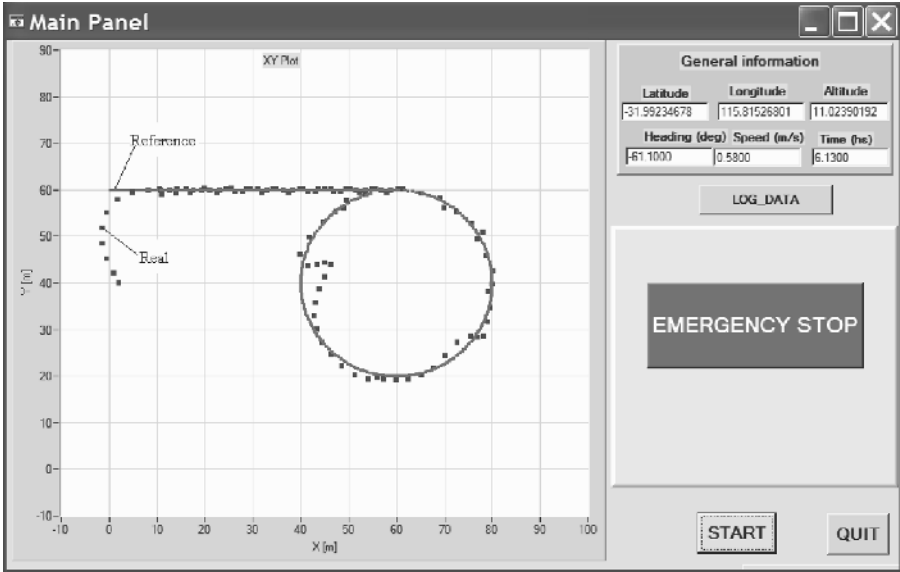 Main Panel
XY Plot
90
80
70
60
50
40
30
20
10
0
-10
Y [m]
Reference
Real
-10 0 10 20 30 40 50 60 70 80 90 100
X [m]
General information
Latitude Longitude Altitude
-31.99234678 115.81526801 11.02390192
Heading (deg) Speed (m/s) Time (hs)
-61.1000 0.5800 6.1300
LOG_DATA
EMERGENCY STOP
START QUIT